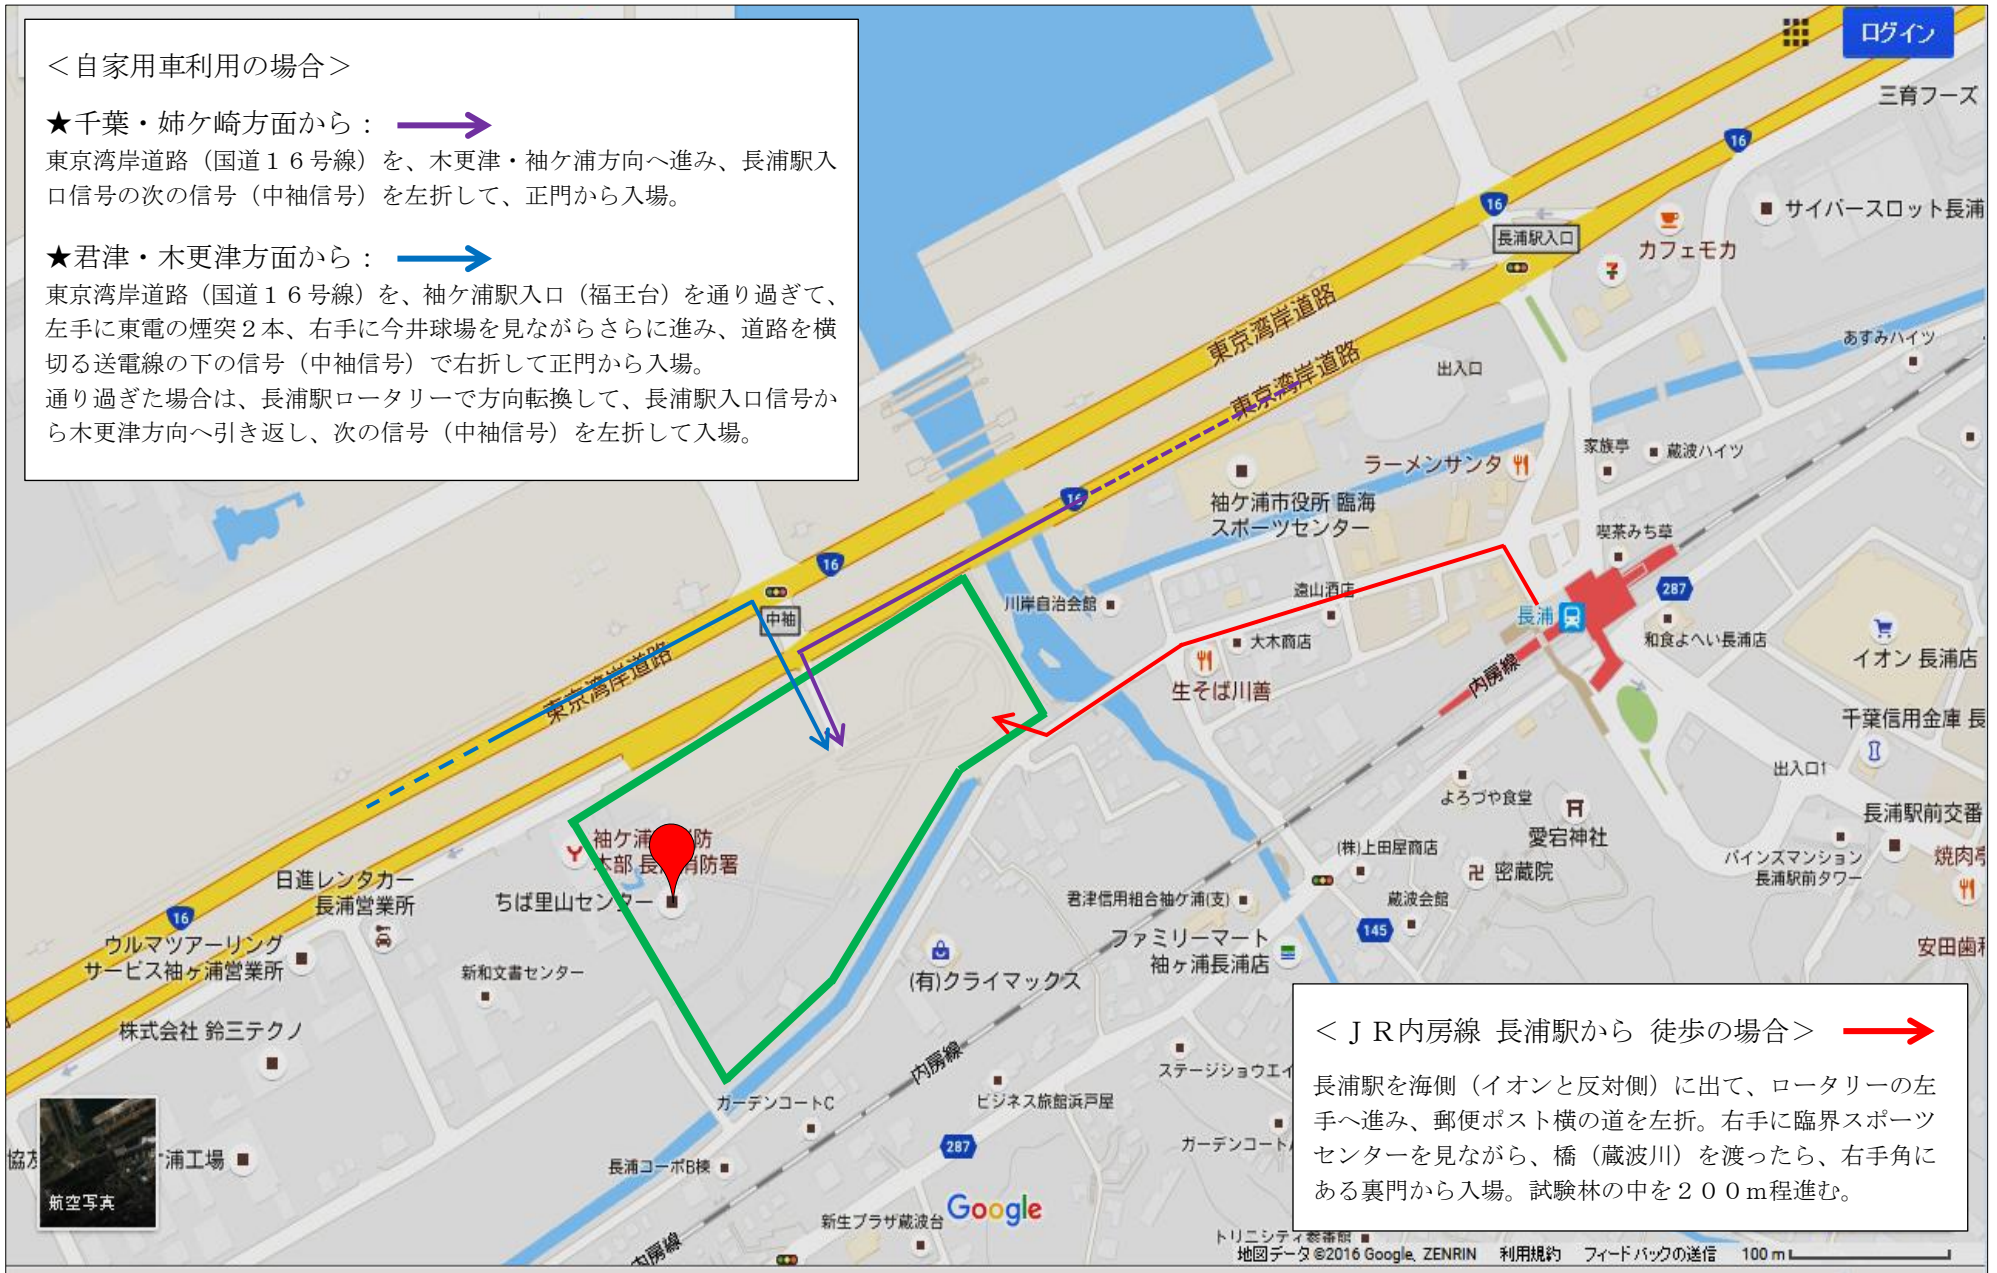 <自家用車利用の場合>
★千葉・姉ケ崎方面から:
東京湾岸道路(国道16号線)を、木更津・袖ケ浦方向へ進み、長浦駅入
口信号の次の信号(中袖信号)を左折して、正門から入場。
★君津・木更津方面から:
東京湾岸道路(国道16号線)を、袖ケ浦駅入口(福王台)を通り過ぎて、
左手に東電の煙突2本、右手に今井球場を見ながらさらに進み、道路を横
切る送電線の下の信号(中袖信号)で右折して正門から入場。
通り過ぎた場合は、長浦駅ロータリーで方向転換して、長浦駅入口信号か
ら木更津方向へ引き返し、次の信号(中袖信号)を左折して入場。
ログイン
三育フーズ
16
サイバースロット長浦
16
長浦駅入口
カフェモカ
東京湾岸道路
東京湾岸道路
出入口
あすみハイツ
家族亭
蔵波ハイツ
ラーメンサンタ
袖ケ浦市役所 臨海
スポーツセンター
16
喫茶みち草
16
中袖
川岸自治会館
遠山酒店
長浦
287
大木商店
和食よへい長浦店
イオン 長浦店
生そば川善
内房線
東京湾岸道路
千葉信用金庫 長
出入口1
よろづや食堂
愛宕神社
長浦駅前交番
袖ケ浦 防
本部 長 消防署
(株)上田屋商店
密蔵院
パインズマンション
長浦駅前タワー
焼肉亭
日進レンタカー
長浦営業所
ちば里山センター
君津信用組合袖ケ浦(支)
蔵波会館
16
145
ウルマツアーリング
サービス袖ヶ浦営業所
新和文書センター
(有)クライマックス
ファミリーマート
袖ヶ浦長浦店
安田歯科
株式会社 鈴三テクノ
内房線
ステージショウエイ
ガーデンコートC
ビジネス旅館浜戸屋
287
ガーデンコート
協友
浦工場
長浦コーポB棟
航空写真
新生プラザ蔵波台
Google
内房線
<JR内房線 長浦駅から 徒歩の場合>
長浦駅を海側(イオンと反対側)に出て、ロータリーの左
手へ進み、郵便ポスト横の道を左折。右手に臨界スポーツ
センターを見ながら、橋(蔵波川)を渡ったら、右手角に
ある裏門から入場。試験林の中を200m程進む。
トリニシティ
地図データ ©2016 Google, ZENRIN 利用規約 フィードバックの送信 100 m